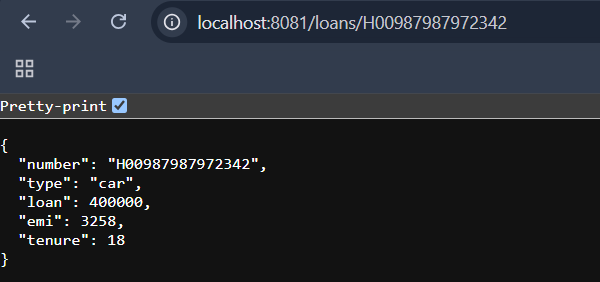 localhost:8081/loans/H00987987972342
Pretty-print
{
  "number": "H00987987972342",
  "type": "car",
  "loan": 400000,
  "emi": 3258,
  "tenure": 18
}